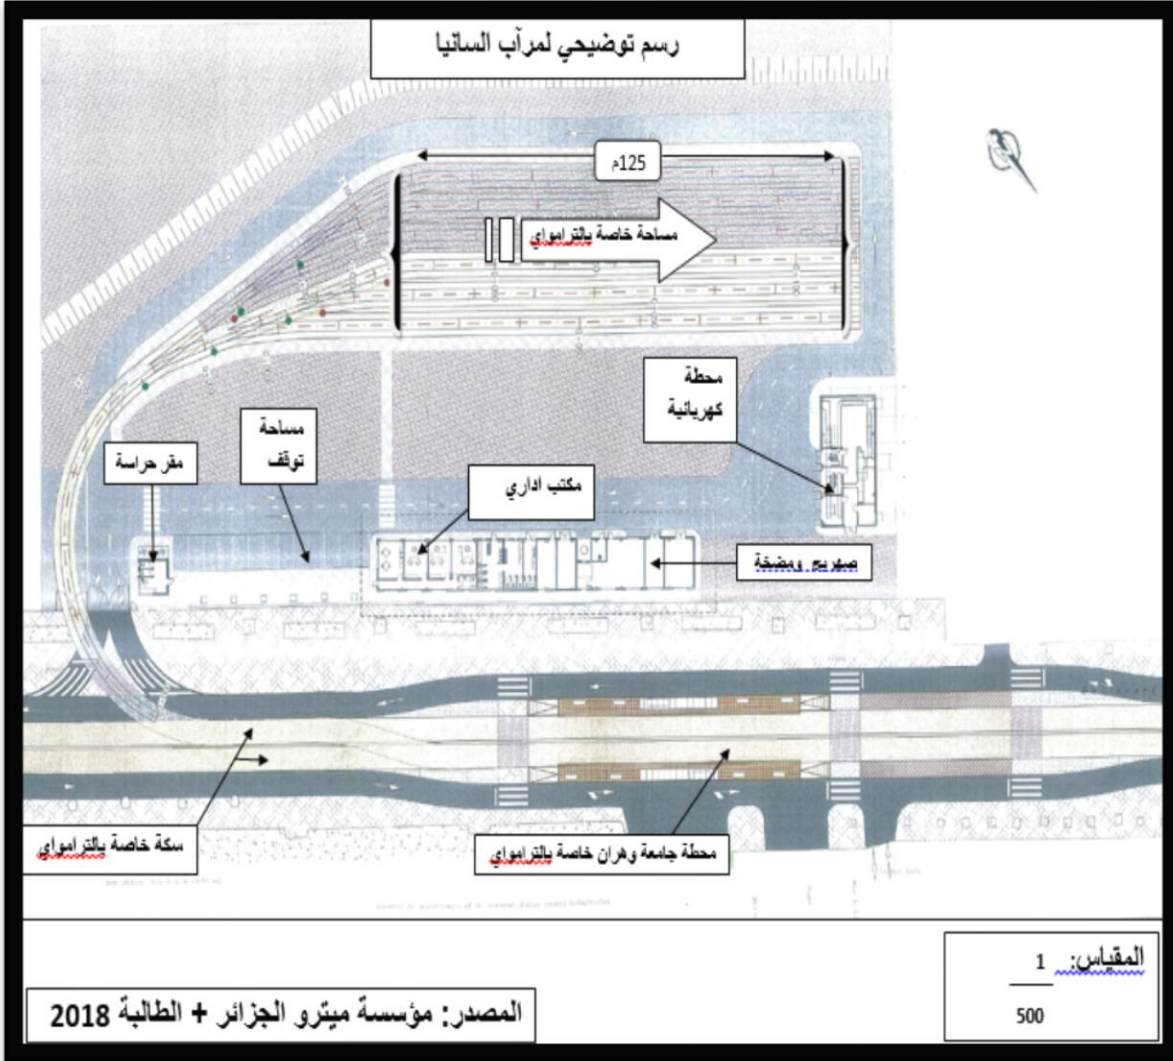 رسم توضيحي لمرآب السانيا
125م
مساحة خاصة بالترامواي
محطة
كهربائية
مساحة
توقف
مقر حراسة
مكتب اداري
صهريج ومضخة
سكة خاصة بالترامواي
محطة جامعة وهران خاصة بالترامواي
المقياس: 1
500
المصدر: مؤسسة ميترو الجزائر + الطالبة 2018